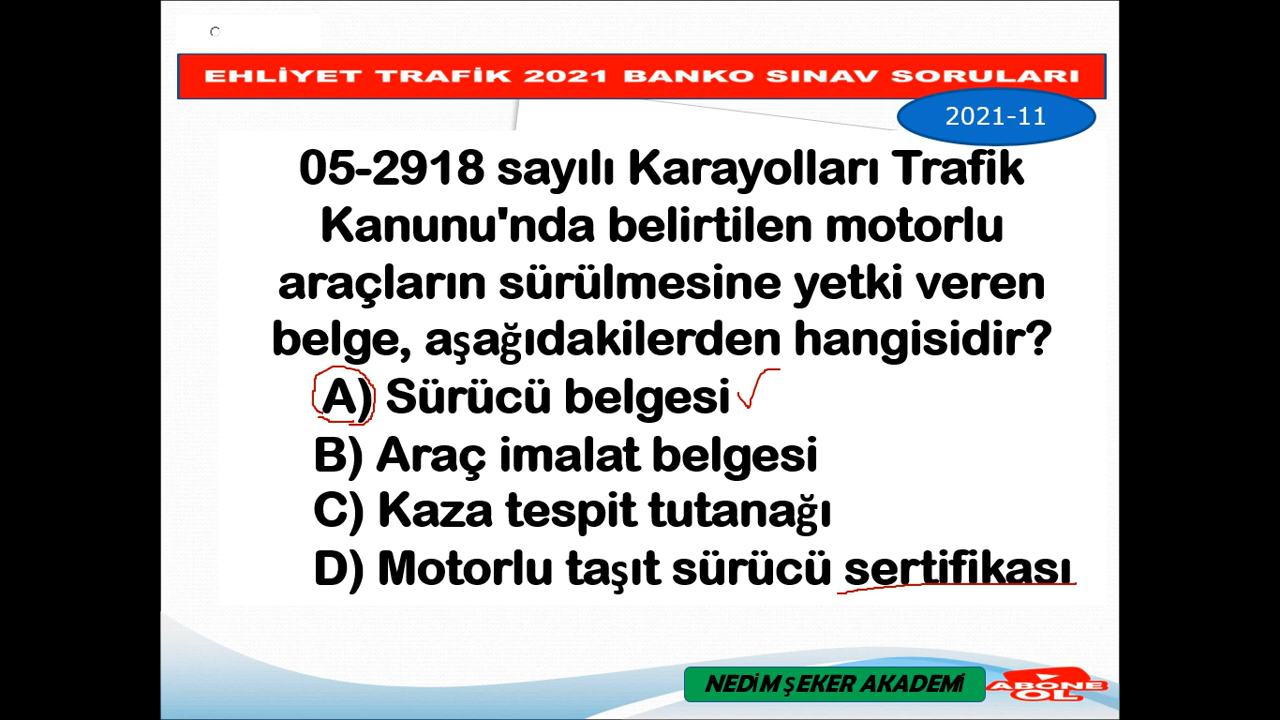 EHLİYET TRAFİK 2021 BANKO SINAV SORULARI
2021-11
05-2918 sayılı Karayolları Trafik
Kanunu'nda belirtilen motorlu
araçların sürülmesine yetki veren
belge, aşağıdakilerden hangisidir?
A) Sürücü belgesi
B) Araç imalat belgesi
C) Kaza tespit tutanağı
D) Motorlu taşıt sürücü sertifikası
NEDİM ŞEKER AKADEMİ
ABONE
OL